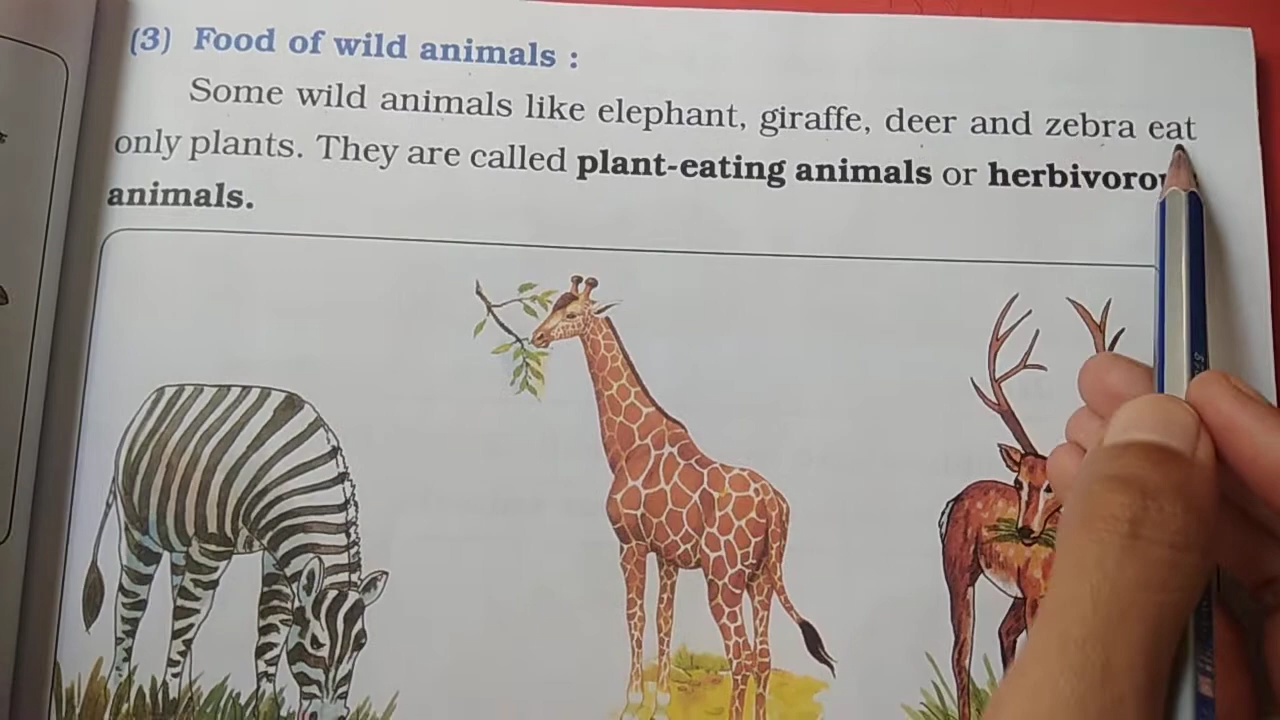 (3) Food of wild animals :
Some wild animals like elephant, giraffe, deer and zebra eat
only plants. They are called plant-eating animals or
animals.